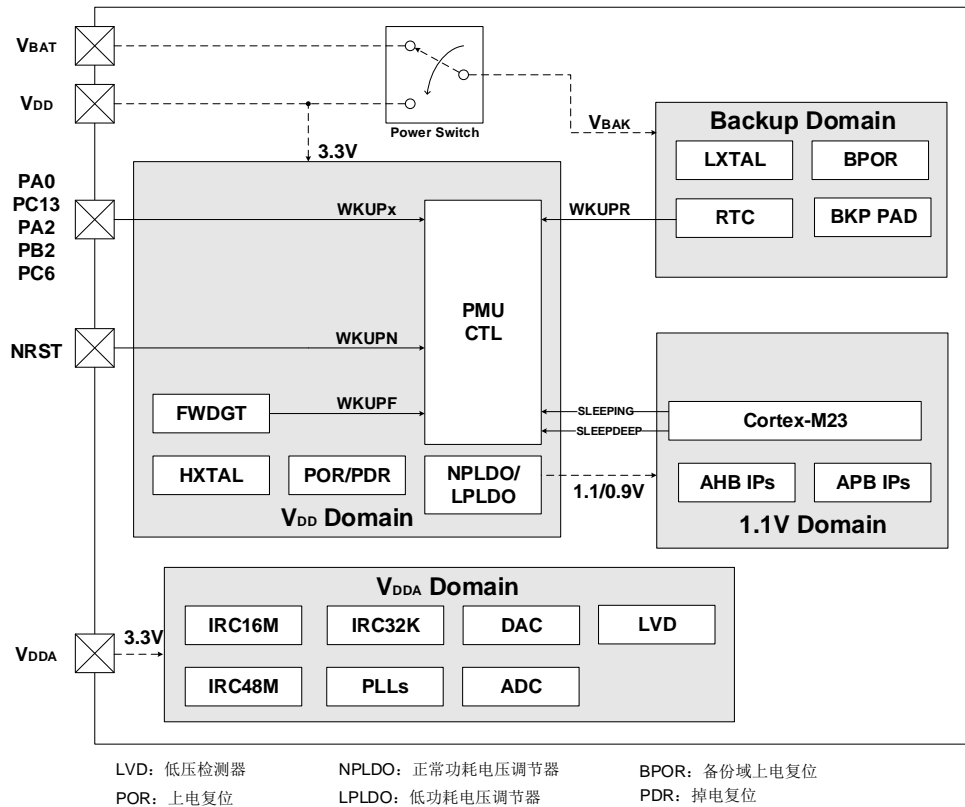 VBAT
VDD
Power Switch
VBAK
3.3V
Backup Domain
LXTAL
BPOR
RTC
BKP PAD
PA0
PC13
PA2
PB2
PC6
WKUPx
WKUPR
PMU
CTL
NRST
WKUPN
FWDGT
WKUPF
SLEEPING
SLEEPDEEP
Cortex-M23
HXTAL
POR/PDR
NPLDO/
LPLDO
1.1/0.9V
AHB IPs
APB IPs
VDD Domain
1.1V Domain
VDDA Domain
VDDA
3.3V
IRC16M
IRC32K
DAC
LVD
IRC48M
PLLs
ADC
LVD：低压检测器
NPLDO：正常功耗电压调节器
BPOR：备份域上电复位
POR：上电复位
LPLDO：低功耗电压调节器
PDR：掉电复位